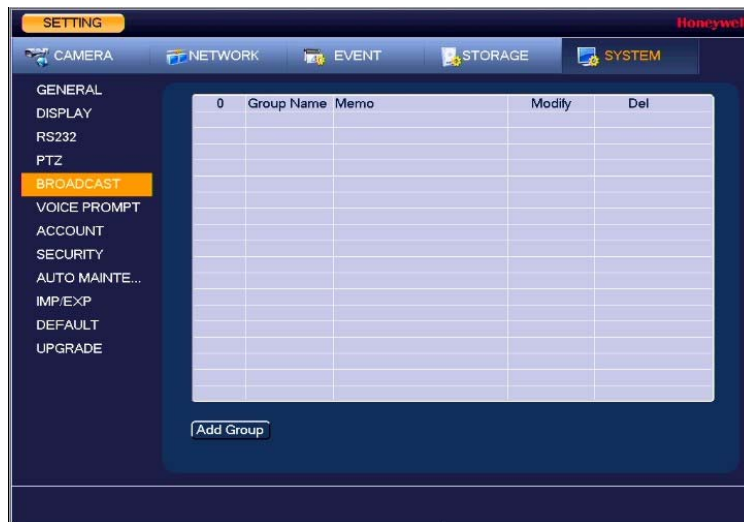 SETTING
Honeywell
CAMERA NETWORK EVENT STORAGE SYSTEM
GENERAL
DISPLAY
RS232
PTZ
BROADCAST
VOICE PROMPT
ACCOUNT
SECURITY
AUTO MAINTE...
IMP/EXP
DEFAULT
UPGRADE
0 Group Name Memo Modify Del
Add Group